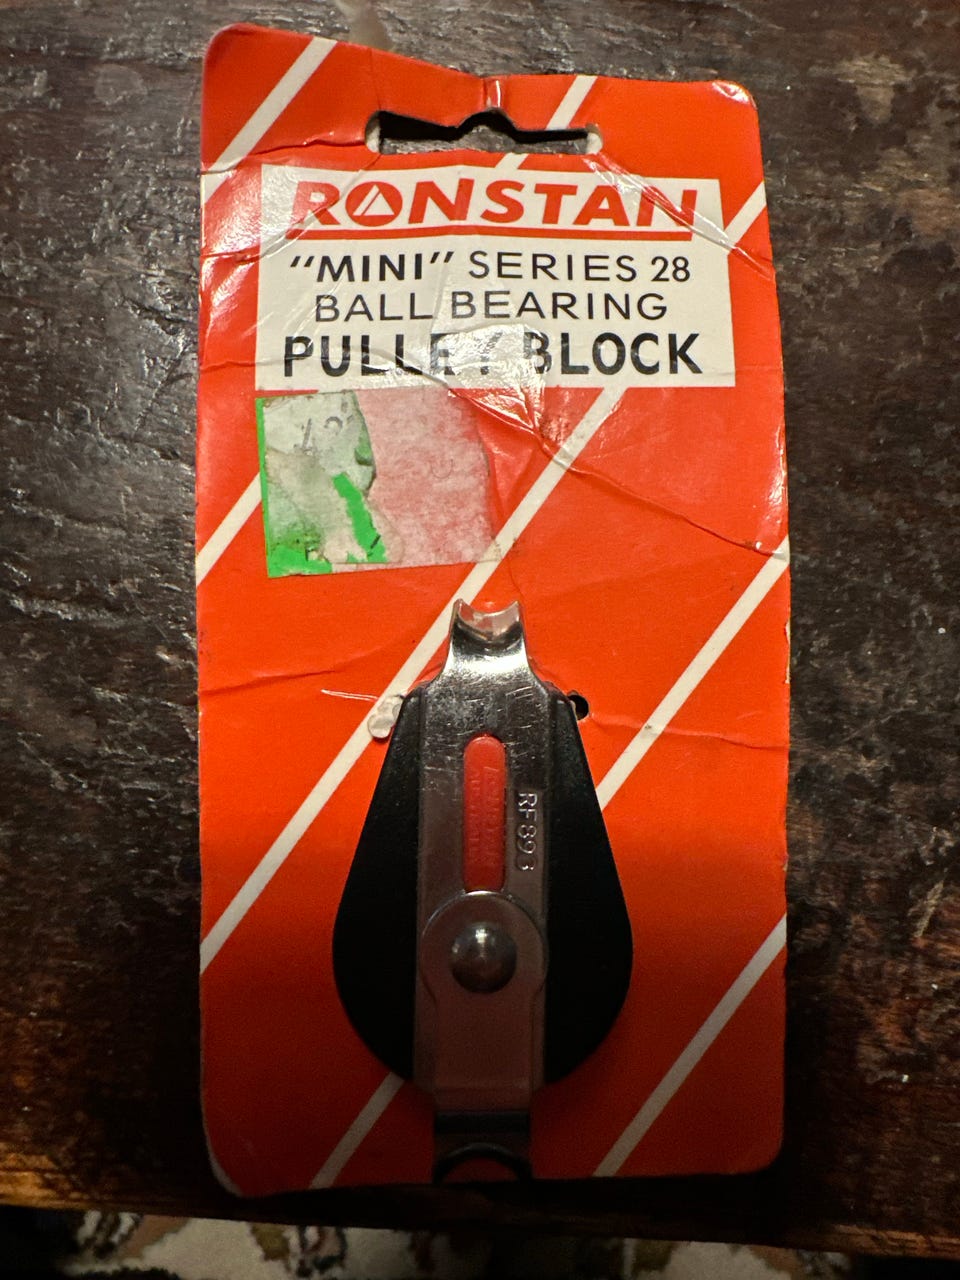 RONSTAN
"MINI" SERIES 28
BALL BEARING
PULLEY BLOCK
RF893